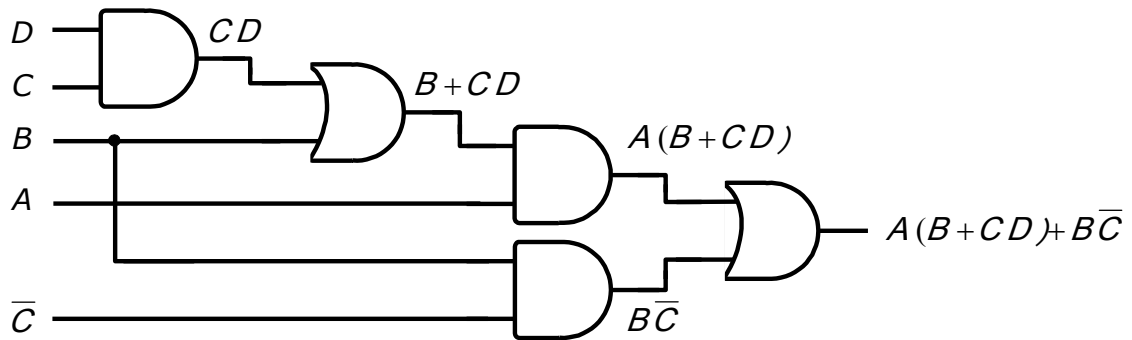 D
CD
C
B+CD
B
A(B+CD)
A
A(B+CD)+BC̅
BC̅
C̅